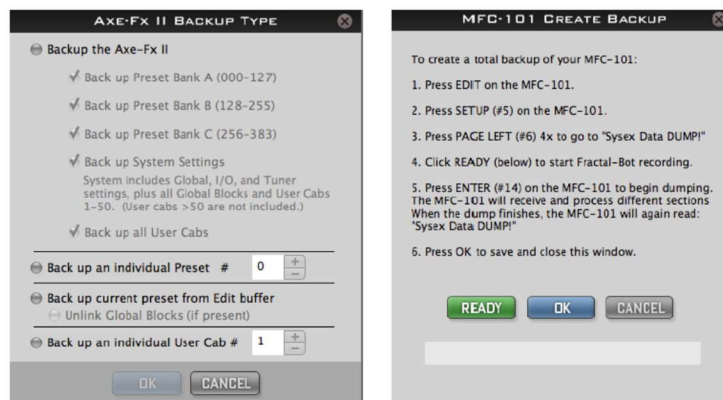 AXE-FX II BACKUP TYPE
Backup the Axe-Fx II
Back up Preset Bank A (000-127)
Back up Preset Bank B (128-255)
Back up Preset Bank C (256-383)
Back up System Settings
System includes Global, I/O, and Tuner
settings, plus all Global Blocks and User Cabs
1-50. (User cabs >50 are not included.)
Back up all User Cabs
Back up an individual Preset # 0
Back up current preset from Edit buffer
Unlink Global Blocks (if present)
Back up an individual User Cab # 1
OK CANCEL
MFC-101 CREATE BACKUP
To create a total backup of your MFC-101:
1. Press EDIT on the MFC-101.
2. Press SETUP (#5) on the MFC-101.
3. Press PAGE LEFT (#6) 4x to go to "Sysex Data DUMP!"
4. Click READY (below) to start Fractal-Bot recording.
5. Press ENTER (#14) on the MFC-101 to begin dumping.
The MFC-101 will receive and process different sections
When the dump finishes, the MFC-101 will again read:
"Sysex Data DUMP!"
6. Press OK to save and close this window.
READY OK CANCEL